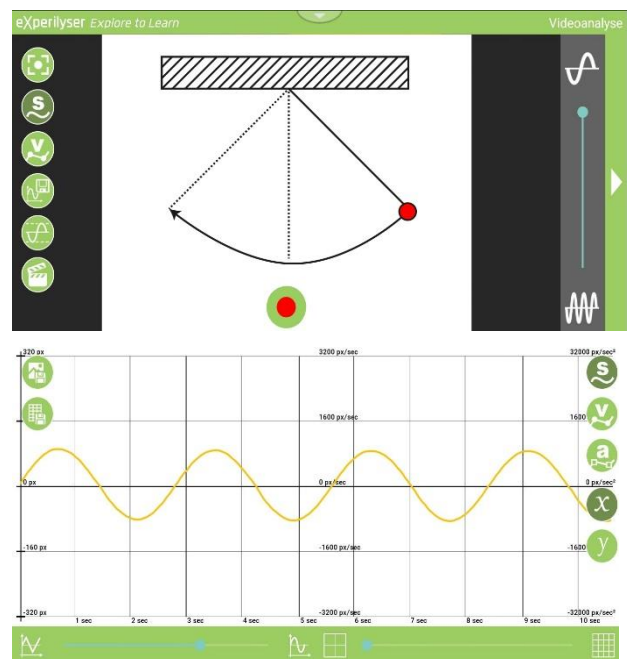 eXperilyser Explore to Learn Videoanalyse
S
V
320 px 3200 px/sec 32000 px/sec²
S
1600 px/sec 1600
V
a
0 px 0 px/sec 0 px/sec²
x
-160 px -1600 px/sec -1600
y
-320 px -3200 px/sec -32000 px/sec²
1 sec 2 sec 3 sec 4 sec 5 sec 6 sec 7 sec 8 sec 9 sec 10 sec